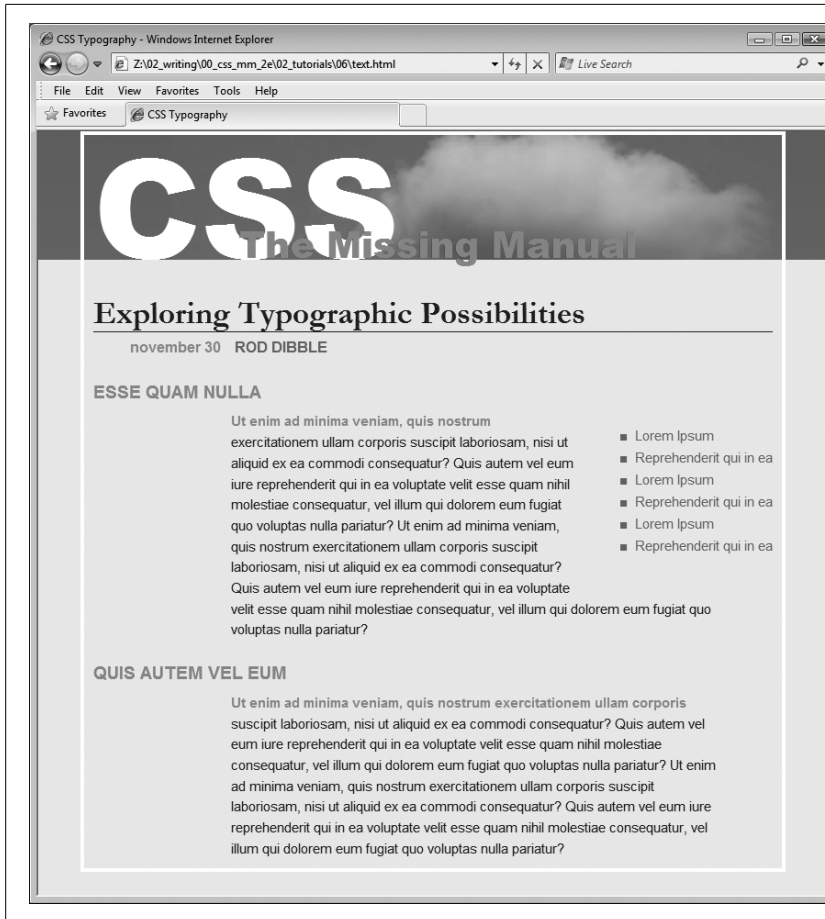 CSS Typography - Windows Internet Explorer
Z:\02_writing\00_css_mm_2e\02_tutorials\06\text.html
Live Search
File Edit View Favorites Tools Help
Favorites CSS Typography
CSS
The Missing Manual
Exploring Typographic Possibilities
november 30 ROD DIBBLE
ESSE QUAM NULLA
Ut enim ad minima veniam, quis nostrum
exercitationem ullam corporis suscipit laboriosam, nisi ut
aliquid ex ea commodi consequatur? Quis autem vel eum
iure reprehenderit qui in ea voluptate velit esse quam nihil
molestiae consequatur, vel illum qui dolorem eum fugiat
quo voluptas nulla pariatur? Ut enim ad minima veniam,
quis nostrum exercitationem ullam corporis suscipit
laboriosam, nisi ut aliquid ex ea commodi consequatur?
Quis autem vel eum iure reprehenderit qui in ea voluptate
velit esse quam nihil molestiae consequatur, vel illum qui dolorem eum fugiat quo
voluptas nulla pariatur?
Lorem Ipsum
Reprehenderit qui in ea
Lorem Ipsum
Reprehenderit qui in ea
Lorem Ipsum
Reprehenderit qui in ea
QUIS AUTEM VEL EUM
Ut enim ad minima veniam, quis nostrum exercitationem ullam corporis
suscipit laboriosam, nisi ut aliquid ex ea commodi consequatur? Quis autem vel
eum iure reprehenderit qui in ea voluptate velit esse quam nihil molestiae
consequatur, vel illum qui dolorem eum fugiat quo voluptas nulla pariatur? Ut enim
ad minima veniam, quis nostrum exercitationem ullam corporis suscipit
laboriosam, nisi ut aliquid ex ea commodi consequatur? Quis autem vel eum iure
reprehenderit qui in ea voluptate velit esse quam nihil molestiae consequatur, vel
illum qui dolorem eum fugiat quo voluptas nulla pariatur?